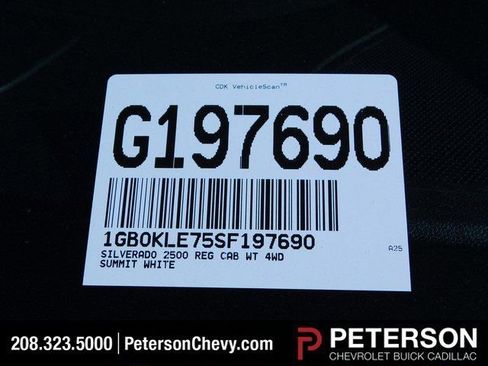 CDK VehicleScan™
G197690
1GB0KLE75SF197690
SILVERADO 2500 REG CAB WT 4WD
SUMMIT WHITE
A25
208.323.5000 | PetersonChevy.com
PETERSON
CHEVROLET BUICK CADILLAC